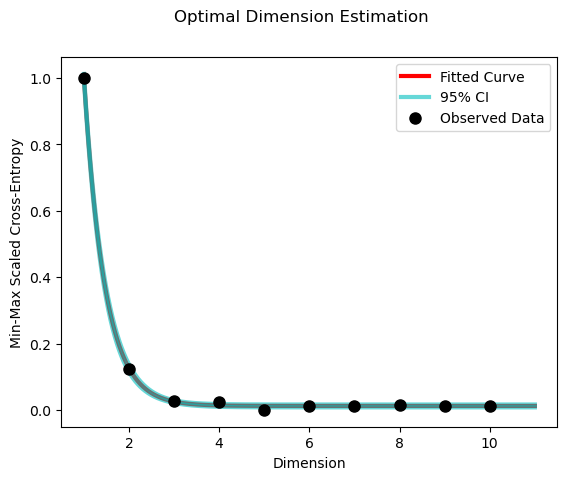 Optimal Dimension Estimation
Fitted Curve
95% CI
Observed Data
Min-Max Scaled Cross-Entropy
1.0
0.8
0.6
0.4
0.2
0.0
2 4 6 8 10
Dimension